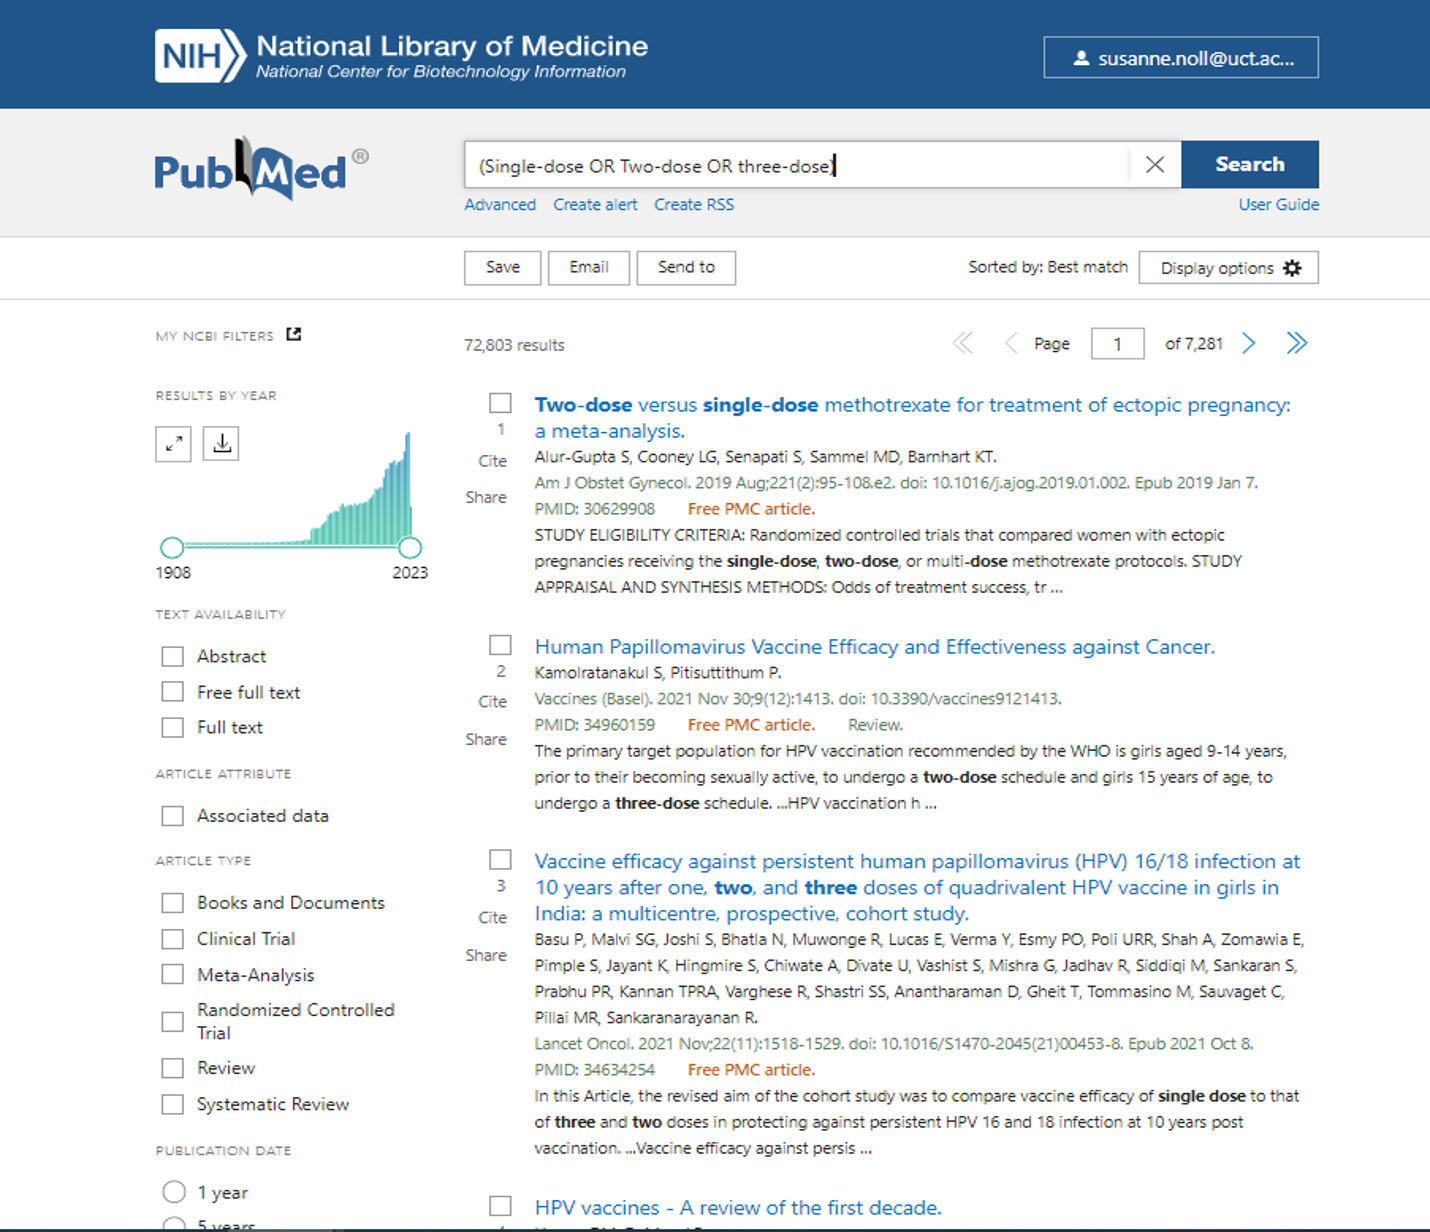 NIH National Library of Medicine
National Center for Biotechnology Information
susanne.noll@uct.ac...
PubMed®
(Single-dose OR Two-dose OR three-dose)
Search
Advanced Create alert Create RSS
User Guide
Save Email Send to
Sorted by: Best match
Display options
MY NCBI FILTERS
RESULTS BY YEAR
1908 2023
TEXT AVAILABILITY
Abstract
Free full text
Full text
ARTICLE ATTRIBUTE
Associated data
ARTICLE TYPE
Books and Documents
Clinical Trial
Meta-Analysis
Randomized Controlled
Trial
Review
Systematic Review
PUBLICATION DATE
1 year
5 years
72,803 results
Page 1 of 7,281
1
Cite
Share
Two-dose versus single-dose methotrexate for treatment of ectopic pregnancy:
a meta-analysis.
Alur-Gupta S, Cooney LG, Senapati S, Sammel MD, Barnhart KT.
Am J Obstet Gynecol. 2019 Aug;221(2):95-108.e2. doi: 10.1016/j.ajog.2019.01.002. Epub 2019 Jan 7.
PMID: 30629908 Free PMC article.
STUDY ELIGIBILITY CRITERIA: Randomized controlled trials that compared women with ectopic
pregnancies receiving the single-dose, two-dose, or multi-dose methotrexate protocols. STUDY
APPRAISAL AND SYNTHESIS METHODS: Odds of treatment success, tr ...
2
Cite
Share
Human Papillomavirus Vaccine Efficacy and Effectiveness against Cancer.
Kamolratanakul S, Pitisuttithum P.
Vaccines (Basel). 2021 Nov 30;9(12):1413. doi: 10.3390/vaccines9121413.
PMID: 34960159 Free PMC article. Review.
The primary target population for HPV vaccination recommended by the WHO is girls aged 9-14 years,
prior to their becoming sexually active, to undergo a two-dose schedule and girls 15 years of age, to
undergo a three-dose schedule. ...HPV vaccination h ...
3
Cite
Share
Vaccine efficacy against persistent human papillomavirus (HPV) 16/18 infection at
10 years after one, two, and three doses of quadrivalent HPV vaccine in girls in
India: a multicentre, prospective, cohort study.
Basu P, Malvi SG, Joshi S, Bhatla N, Muwonge R, Lucas E, Verma Y, Esmy PO, Poli URR, Shah A, Zomawia E,
Pimple S, Jayant K, Hingmire S, Chiwate A, Divate U, Vashist S, Mishra G, Jadhav R, Siddiqi M, Sankaran S,
Prabhu PR, Kannan TPRA, Varghese R, Shastri SS, Anantharaman D, Gheit T, Tommasino M, Sauvaget C,
Pillai MR, Sankaranarayanan R.
Lancet Oncol. 2021 Nov;22(11):1518-1529. doi: 10.1016/S1470-2045(21)00453-8. Epub 2021 Oct 8.
PMID: 34634254 Free PMC article.
In this Article, the revised aim of the cohort study was to compare vaccine efficacy of single dose to that
of three and two doses in protecting against persistent HPV 16 and 18 infection at 10 years post
vaccination. ...Vaccine efficacy against persis ...
HPV vaccines - A review of the first decade.